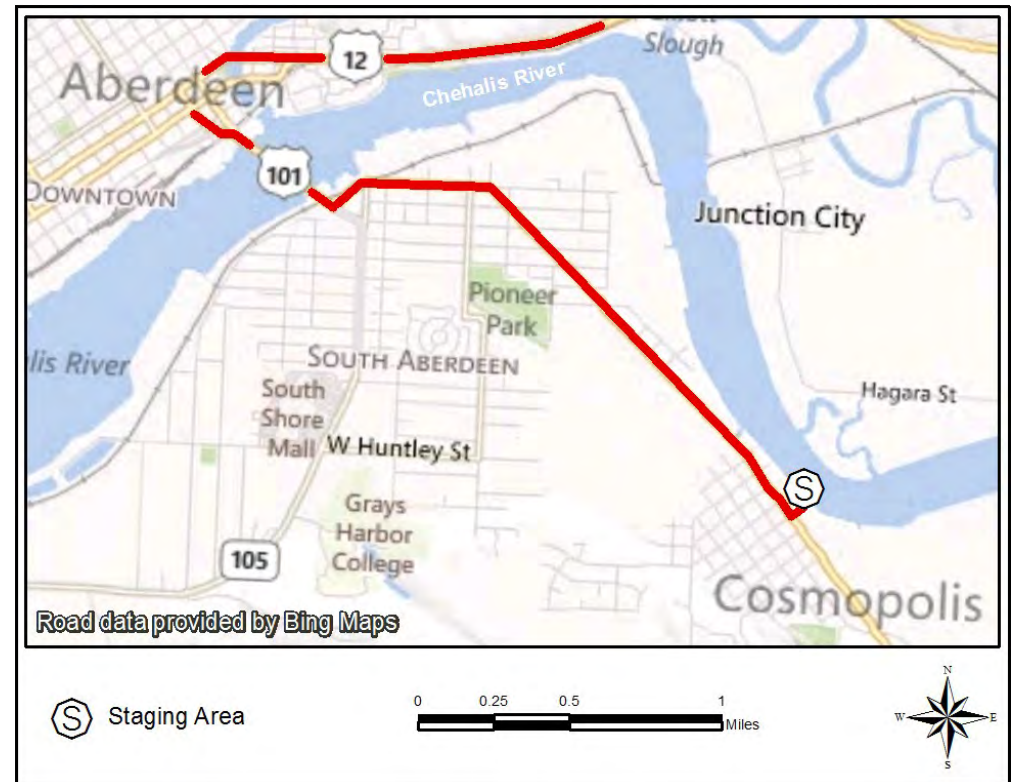 Slough
12
Aberdeen
Chehalis River
101
DOWNTOWN
Junction City
Pioneer
Park
River
SOUTH ABERDEEN
Hagara St
South
Shore
Mall
W Huntley St
S
Grays
Harbor
College
105
Cosmopolis
Road data provided by Bing Maps
S Staging Area
0 0.25 0.5 1
Miles
N
W E
S